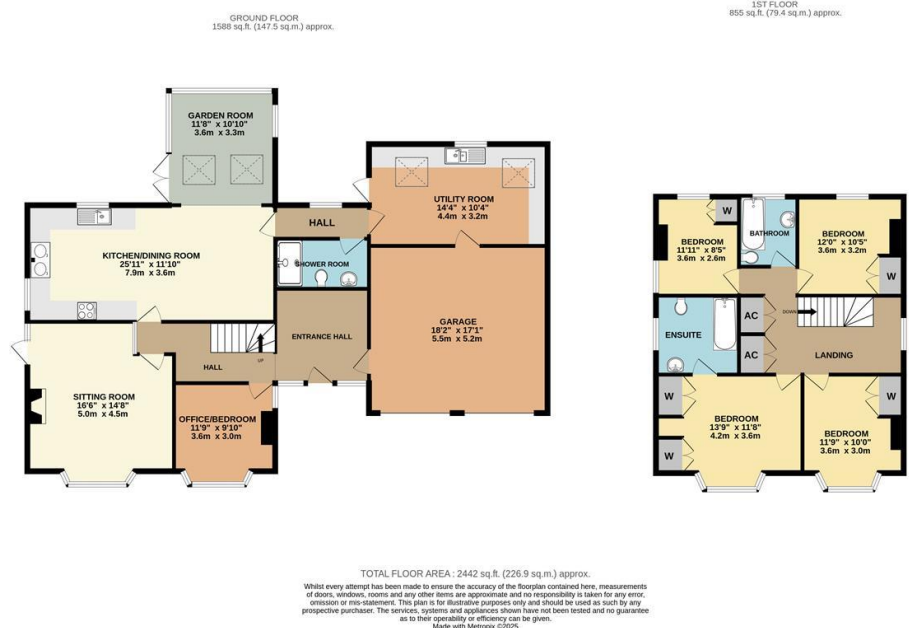 GROUND FLOOR
1588 sq.ft. (147.5 sq.m.) approx.
1ST FLOOR
855 sq.ft. (79.4 sq.m.) approx.
GARDEN ROOM
11'8" x 10'10"
3.6m x 3.3m
UTILITY ROOM
14'4" x 10'4"
4.4m x 3.2m
HALL
KITCHEN/DINING ROOM
25'11" x 11'10"
7.9m x 3.6m
SHOWER ROOM
ENTRANCE HALL
GARAGE
18'2" x 17'1"
5.5m x 5.2m
UP
HALL
SITTING ROOM
16'6" x 14'8"
5.0m x 4.5m
OFFICE/BEDROOM
11'9" x 9'10"
3.6m x 3.0m
W
BATHROOM
BEDROOM
11'11" x 8'5"
3.6m x 2.6m
BEDROOM
12'0" x 10'5"
3.6m x 3.2m
W
AC
DOWN
ENSUITE
AC
LANDING
W
BEDROOM
13'9" x 11'8"
4.2m x 3.6m
W
W
BEDROOM
11'9" x 10'0"
3.6m x 3.0m
TOTAL FLOOR AREA : 2442 sq.ft. (226.9 sq.m.) approx.
Whilst every attempt has been made to ensure the accuracy of the floorplan contained here, measurements
of doors, windows, rooms and any other items are approximate and no responsibility is taken for any error,
omission or mis-statement. This plan is for illustrative purposes only and should be used as such by any
prospective purchaser. The services, systems and appliances shown have not been tested and no guarantee
as to their operability or efficiency can be given.
Made with Metropix ©2025